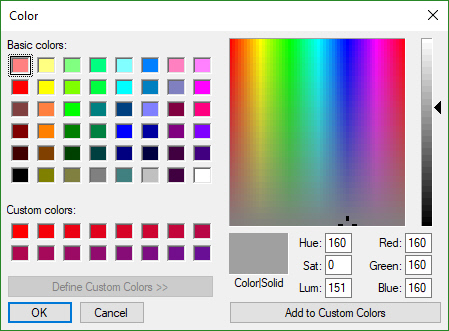 Color
Basic colors:
Custom colors:
Define Custom Colors >>
OK Cancel
Color|Solid
Hue: 160 Red: 160
Sat: 0 Green: 160
Lum: 151 Blue: 160
Add to Custom Colors